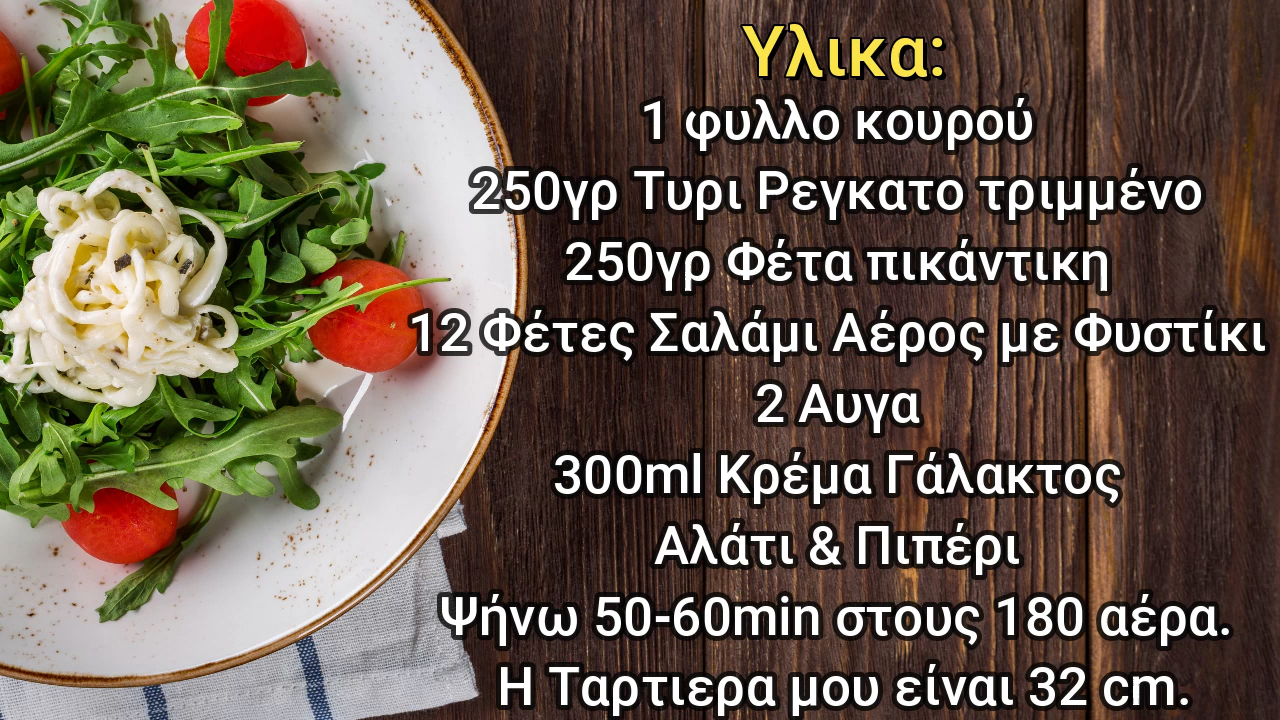 Υλικα:
1 φυλλο κουρού
250γρ Τυρι Ρεγκατο τριμμένο
250γρ Φέτα πικάντικη
12 Φέτες Σαλάμι Αέρος με Φυστίκι
2 Αυγα
300ml Κρέμα Γάλακτος
Αλάτι & Πιπέρι
Ψήνω 50-60min στους 180 αέρα.
Η Ταρτιερα μου είναι 32 cm.